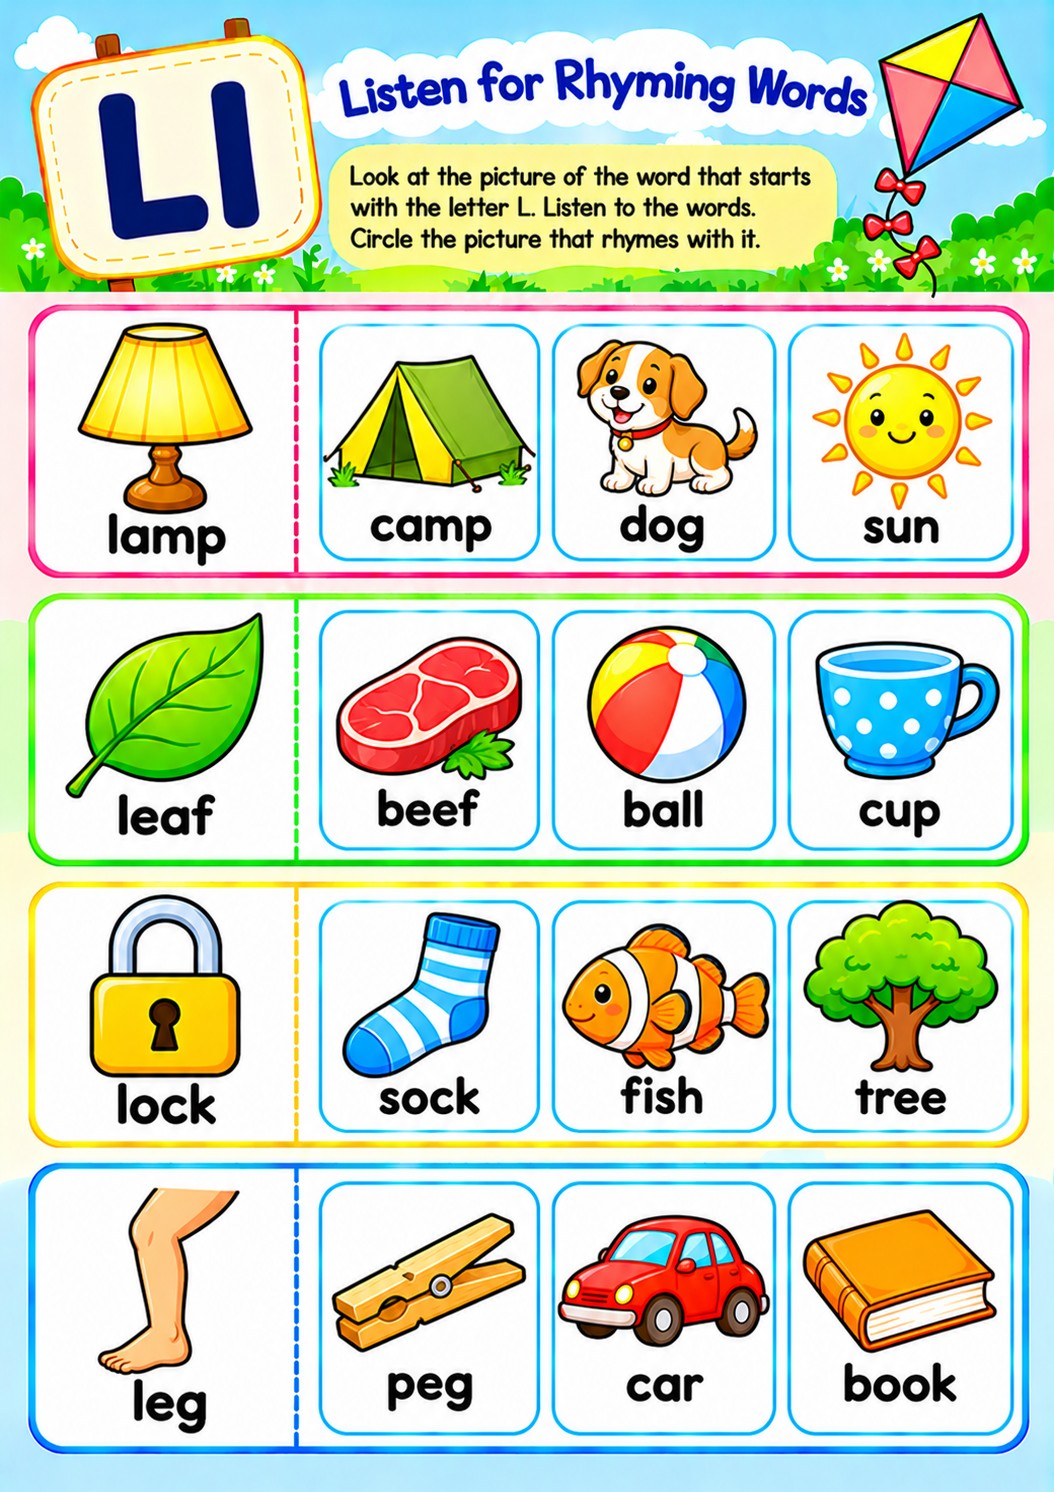 Ll
Listen for Rhyming Words
Look at the picture of the word that starts
with the letter L. Listen to the words.
Circle the picture that rhymes with it.
lamp
camp
dog
sun
leaf
beef
ball
cup
lock
sock
fish
tree
leg
peg
car
book